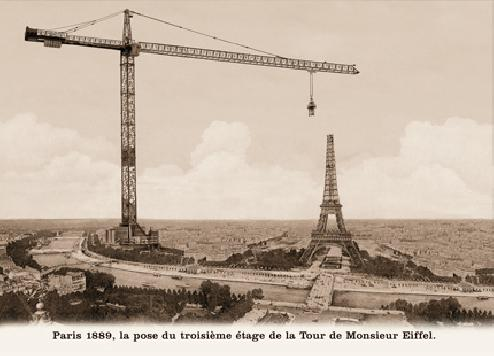 Paris 1889, la pose du troisième étage de la Tour de Monsieur Eiffel.